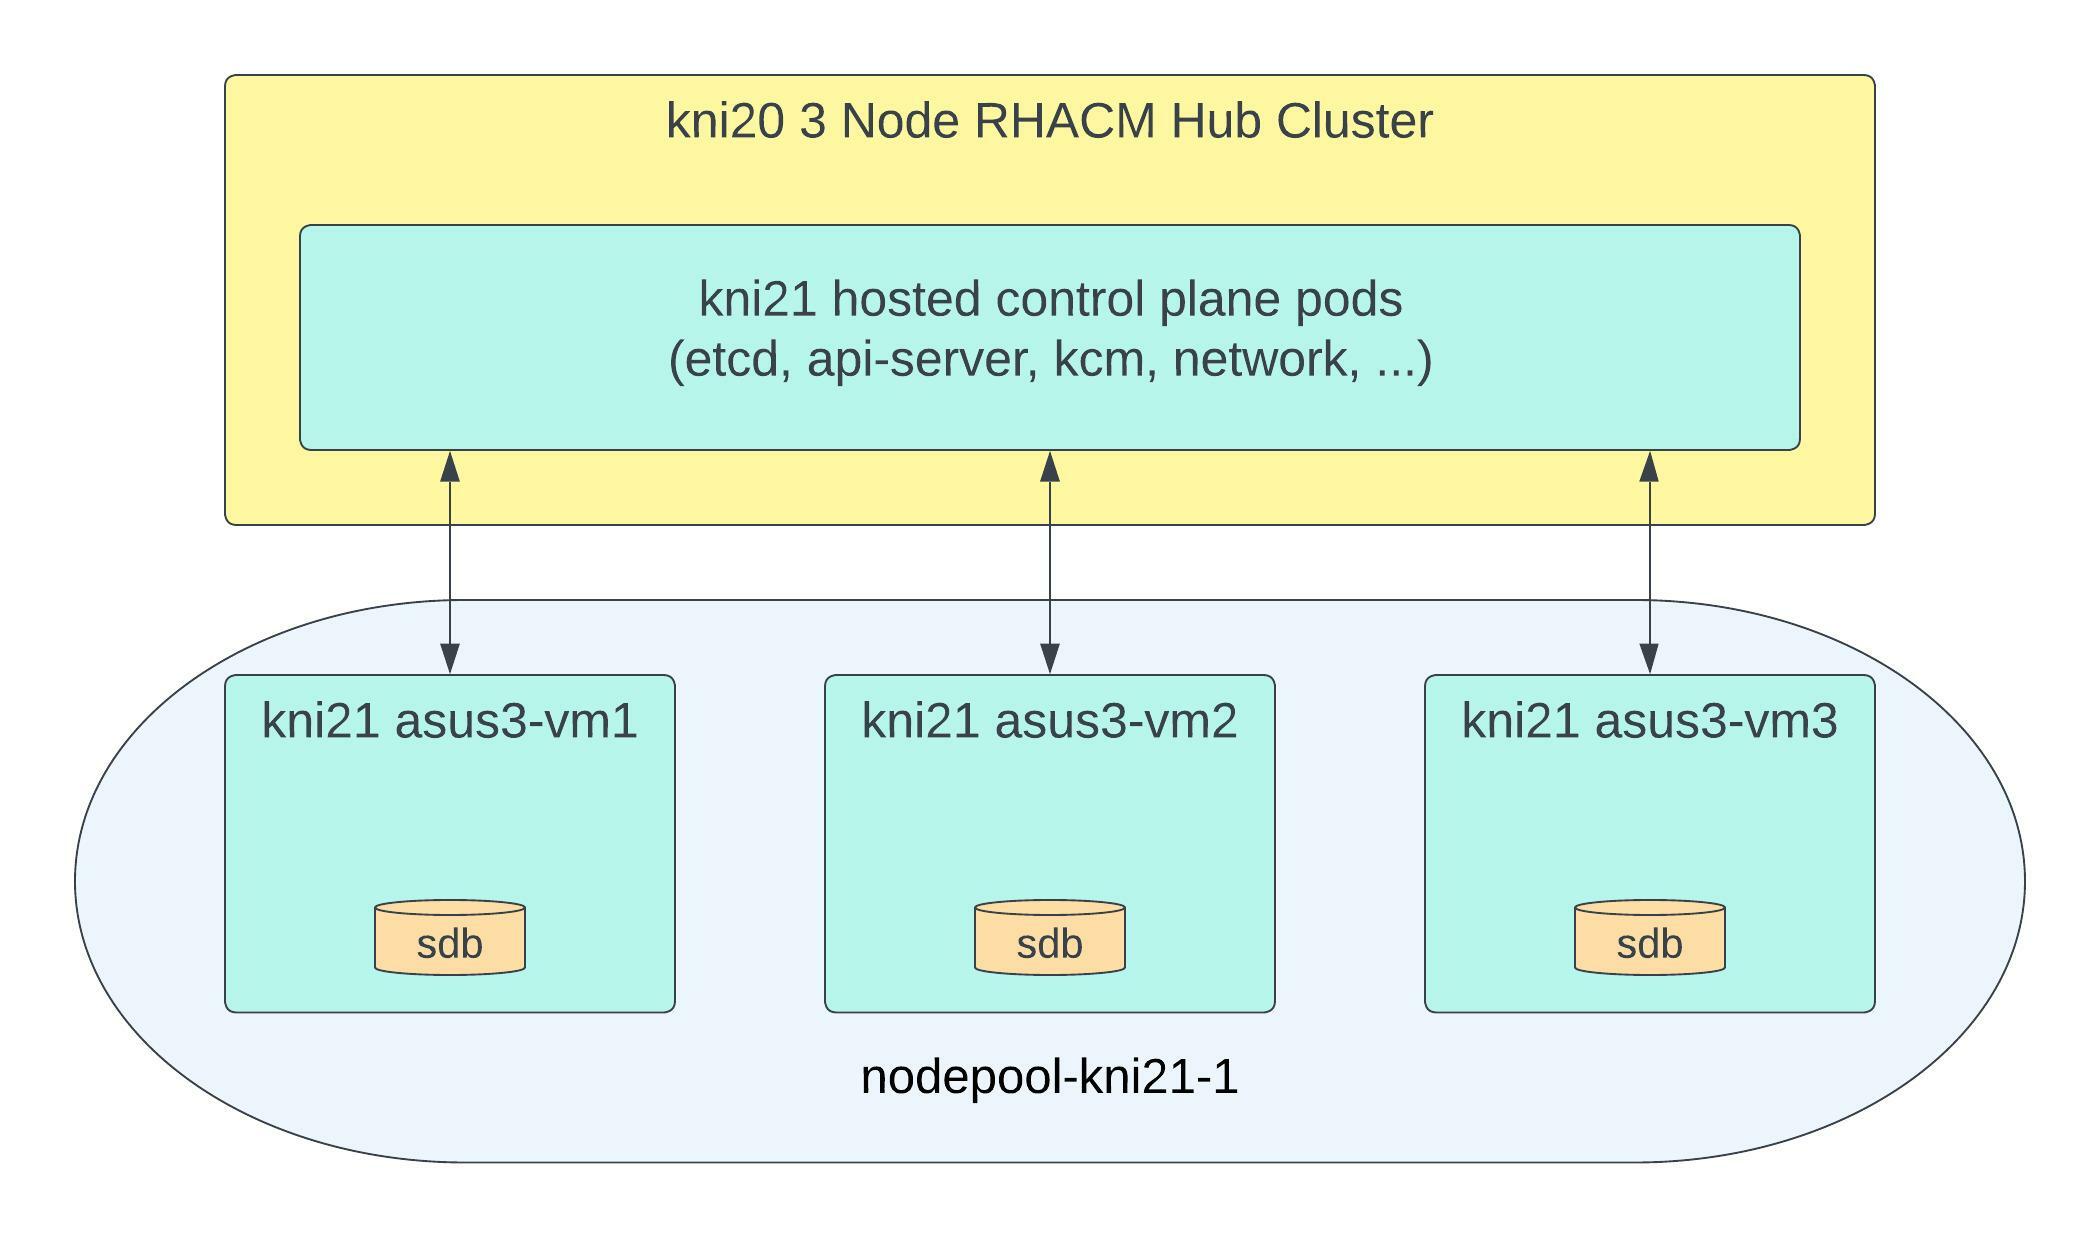 kni20 3 Node RHACM Hub Cluster
kni21 hosted control plane pods
(etcd, api-server, kcm, network, ...)
kni21 asus3-vm1
kni21 asus3-vm2
kni21 asus3-vm3
sdb
sdb
sdb
nodepool-kni21-1